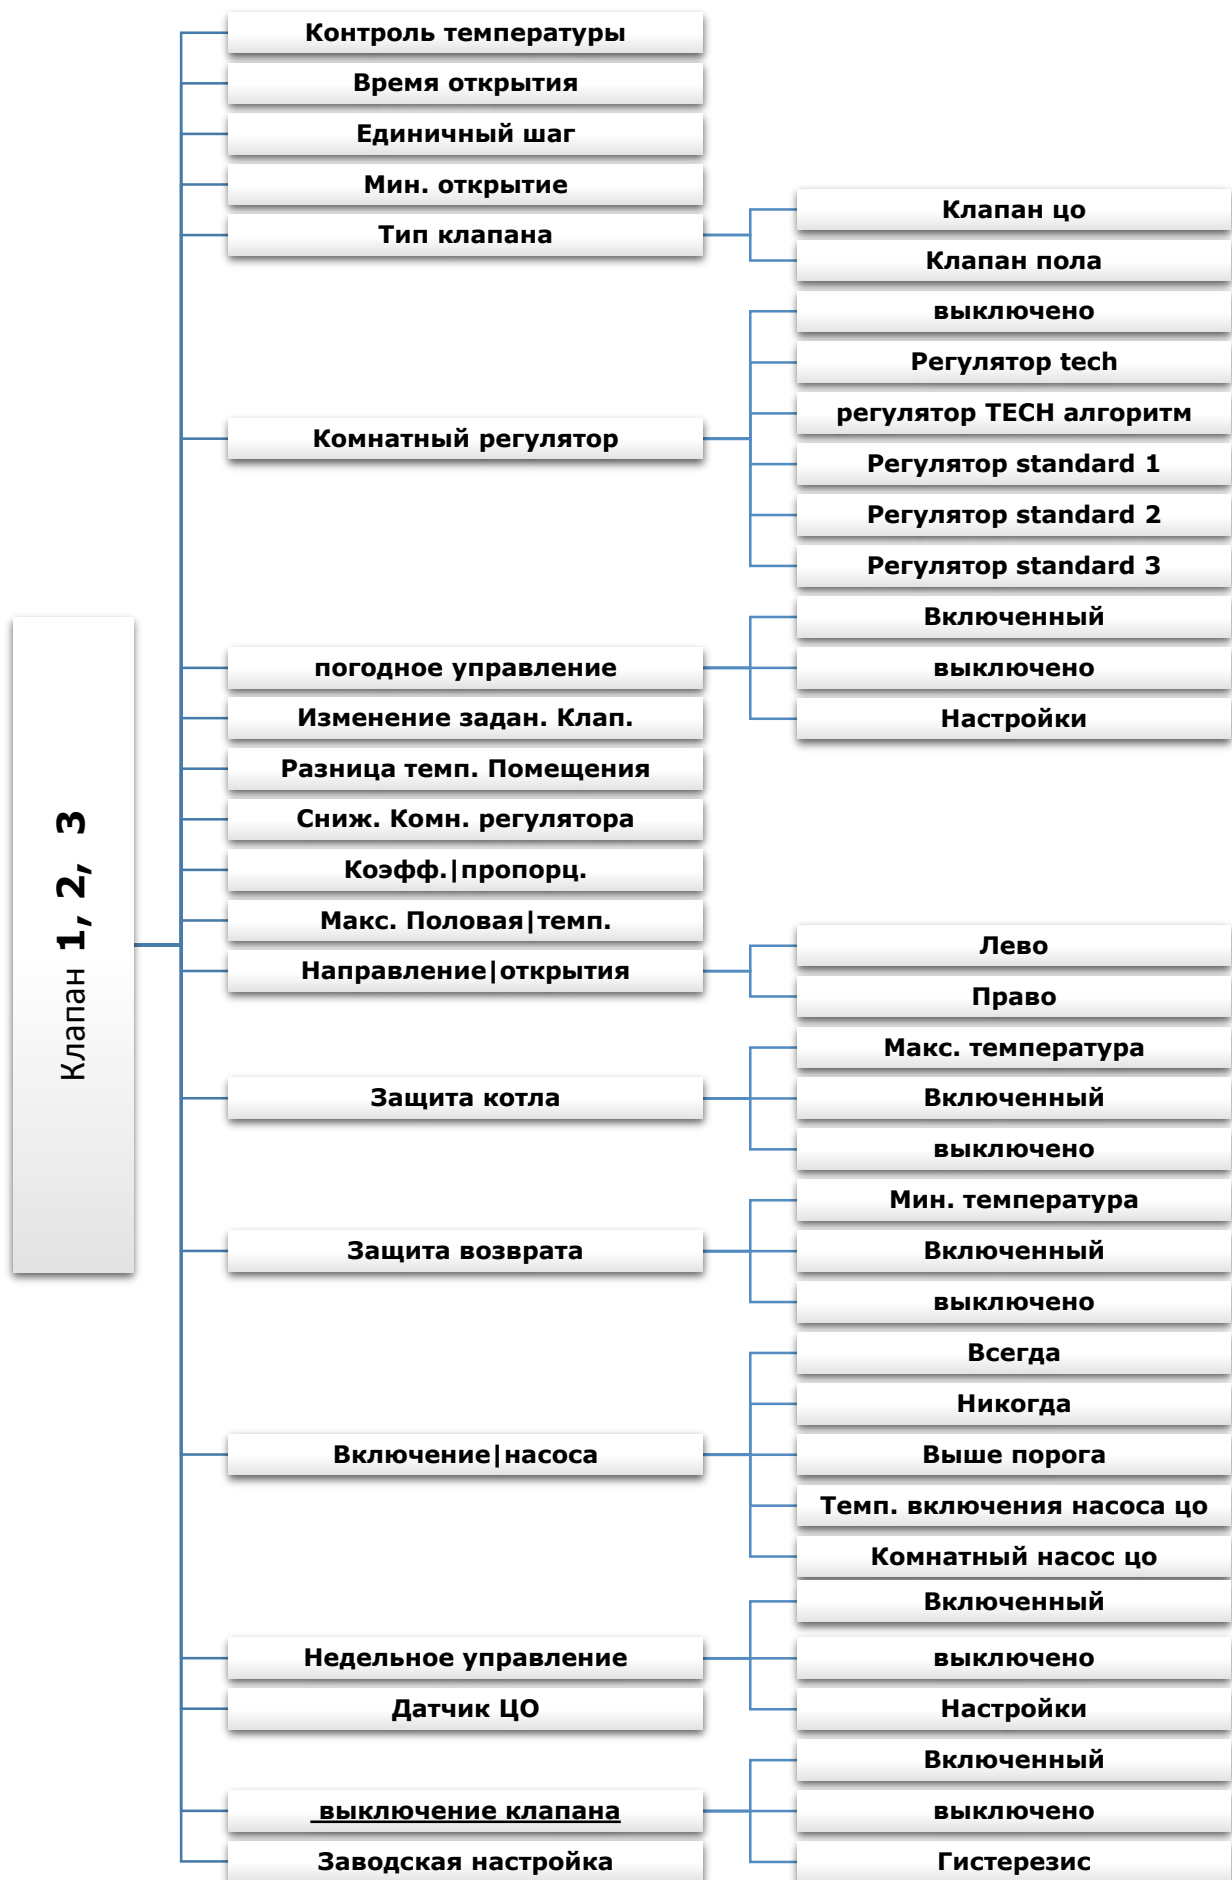 Клапан 1, 2, 3
Контроль температуры
Время открытия
Единичный шаг
Мин. открытие
Тип клапана
Клапан цо
Клапан пола
Комнатный регулятор
выключено
Регулятор tech
регулятор TECH алгоритм
Регулятор standard 1
Регулятор standard 2
Регулятор standard 3
погодное управление
Включенный
выключено
Настройки
Изменение задан. Клап.
Разница темп. Помещения
Сниж. Комн. регулятора
Коэфф.|пропорц.
Макс. Половая|темп.
Направление|открытия
Лево
Право
Защита котла
Макс. температура
Включенный
выключено
Защита возврата
Мин. температура
Включенный
выключено
Включение|насоса
Всегда
Никогда
Выше порога
Темп. включения насоса цо
Комнатный насос цо
Недельное управление
Включенный
выключено
Настройки
Датчик ЦО
выключение клапана
Включенный
выключено
Гистерезис
Заводская настройка